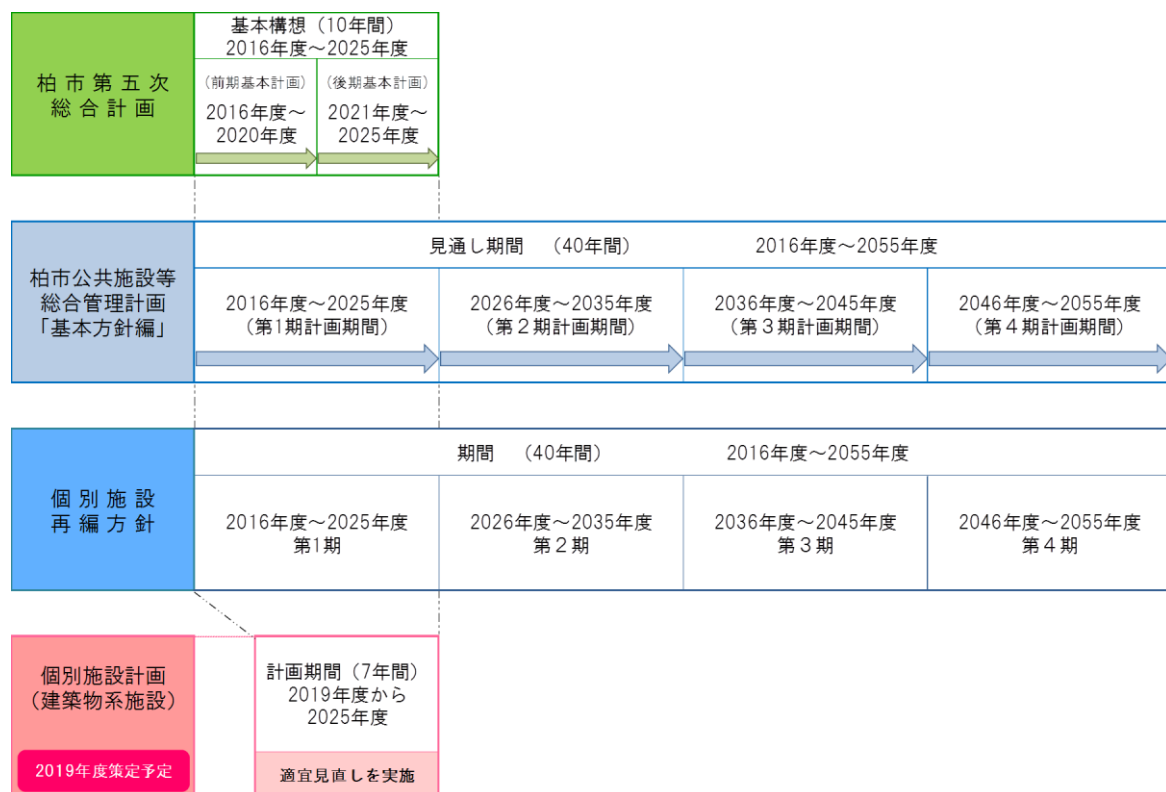 柏市第五次
総合計画
基本構想（10年間）
2016年度～2025年度
（前期基本計画）
2016年度～
2020年度
（後期基本計画）
2021年度～
2025年度
柏市公共施設等
総合管理計画
「基本方針編」
見通し期間　（40年間）　2016年度～2055年度
2016年度～2025年度
（第1期計画期間）
2026年度～2035年度
（第２期計画期間）
2036年度～2045年度
（第３期計画期間）
2046年度～2055年度
（第４期計画期間）
個別施設
再編方針
期間　（40年間）　2016年度～2055年度
2016年度～2025年度
第1期
2026年度～2035年度
第２期
2036年度～2045年度
第３期
2046年度～2055年度
第４期
個別施設計画
（建築物系施設）
2019年度策定予定
計画期間（7年間）
2019年度から
2025年度
適宜見直しを実施